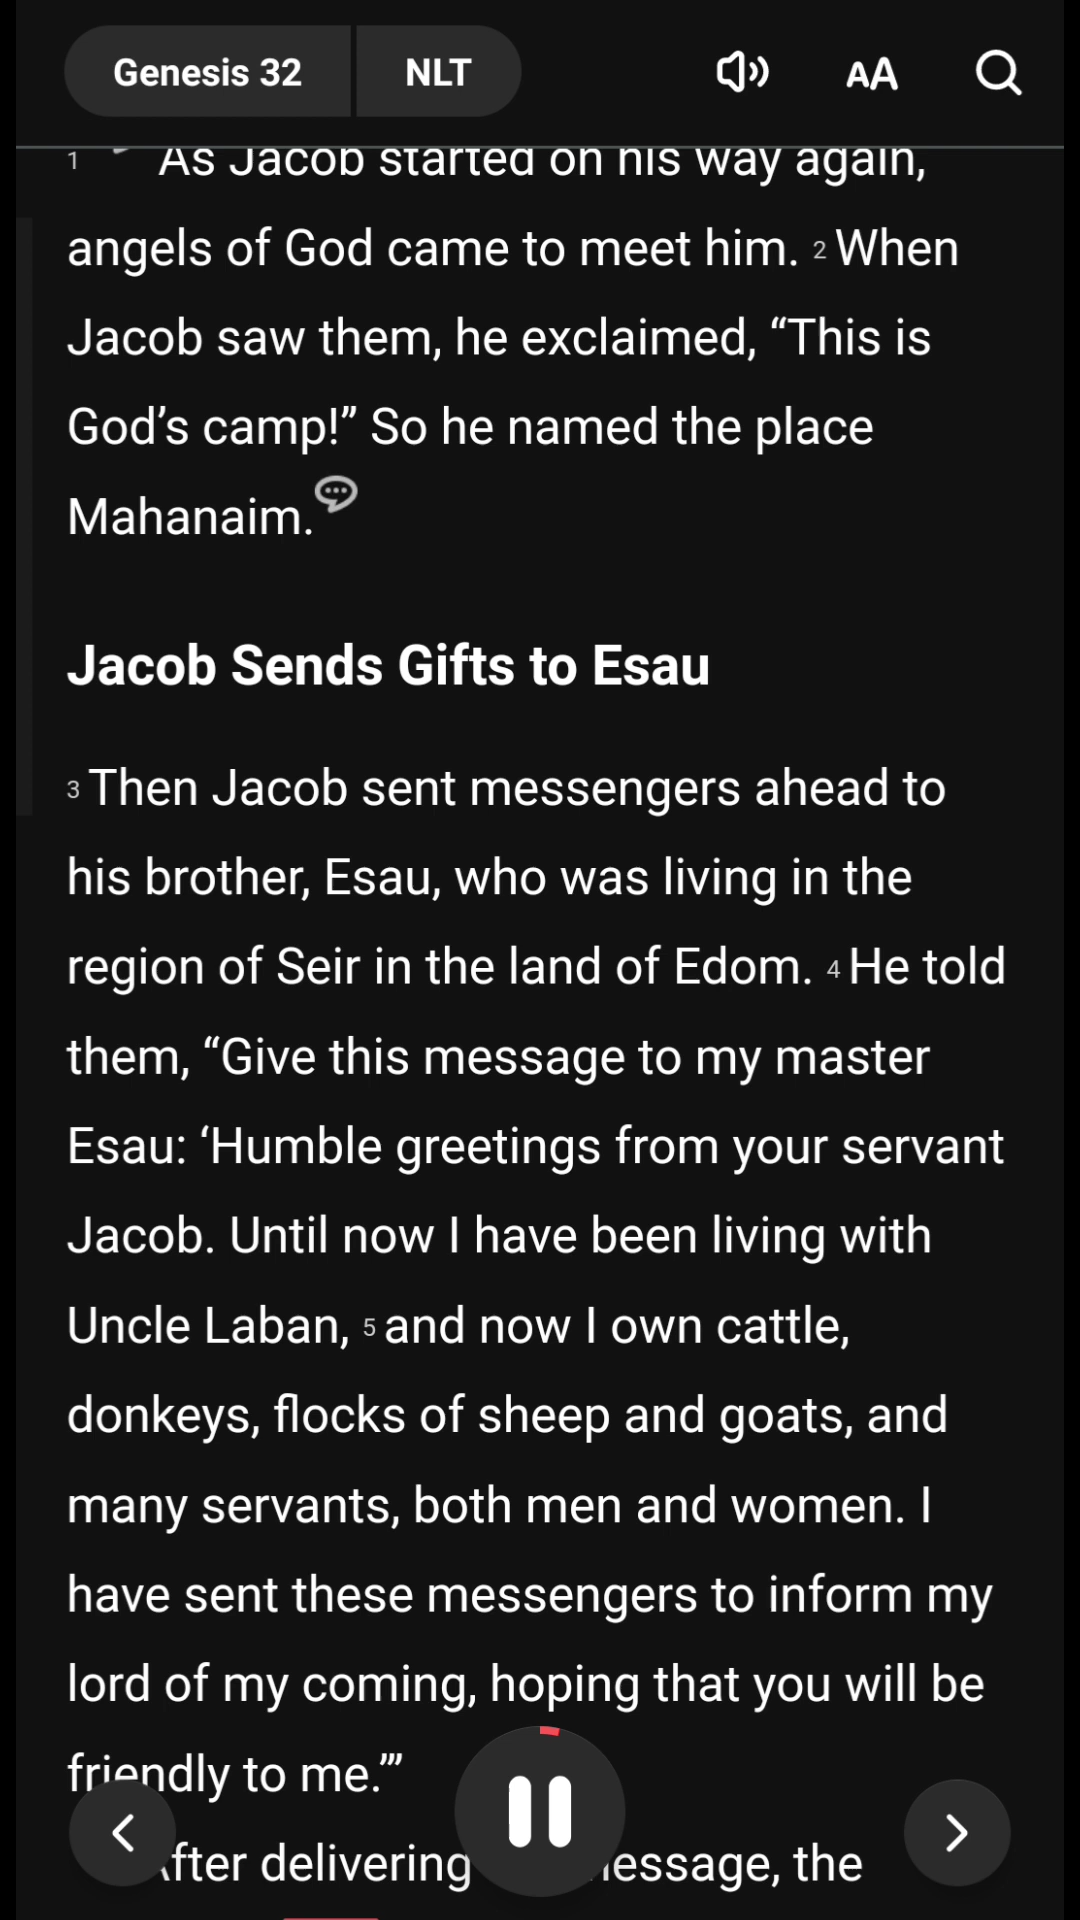 Genesis 32 NLT AA
1 As Jacob started on his way again,
angels of God came to meet him. 2 When
Jacob saw them, he exclaimed, “This is
God’s camp!” So he named the place
Mahanaim.
Jacob Sends Gifts to Esau
3 Then Jacob sent messengers ahead to
his brother, Esau, who was living in the
region of Seir in the land of Edom. 4 He told
them, “Give this message to my master
Esau: ‘Humble greetings from your servant
Jacob. Until now I have been living with
Uncle Laban, 5 and now I own cattle,
donkeys, flocks of sheep and goats, and
many servants, both men and women. I
have sent these messengers to inform my
lord of my coming, hoping that you will be
friendly to me.’”
After delivering message, the